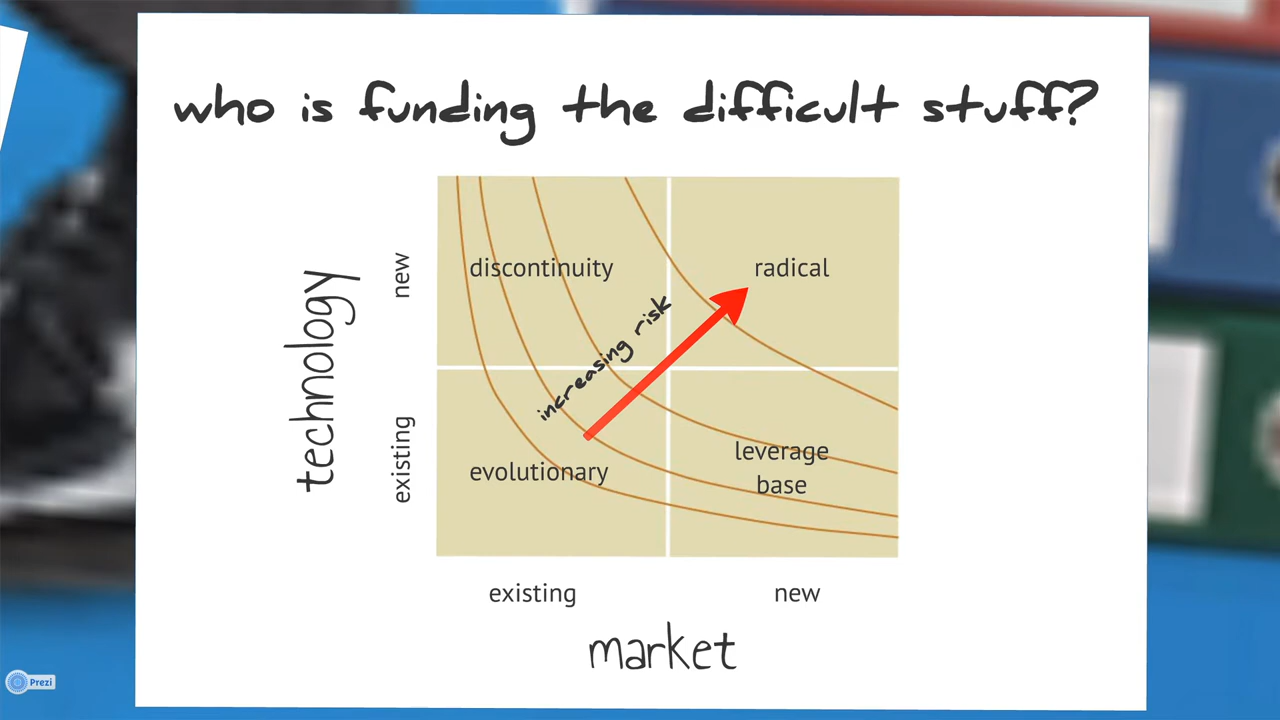 who is funding the difficult stuff?
technology
new
existing
discontinuity
radical
increasing risk
evolutionary
leverage
base
existing
new
market
Prezi